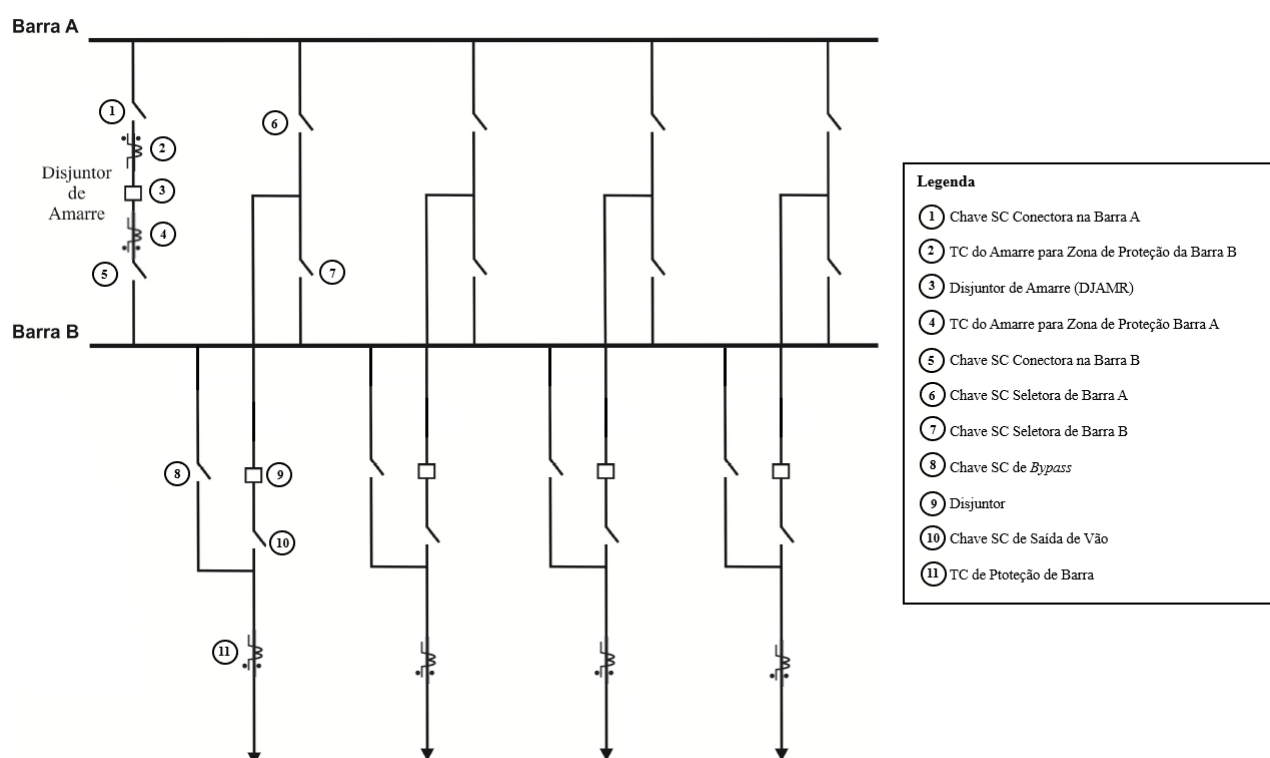 Barra A
1
2
Disjuntor
de
Amarre
3
4
5
6
7
Barra B
8
9
10
11
Legenda
1 Chave SC Conectora na Barra A
2 TC do Amarre para Zona de Proteção da Barra B
3 Disjuntor de Amarre (DJAMR)
4 TC do Amarre para Zona de Proteção Barra A
5 Chave SC Conectora na Barra B
6 Chave SC Seletora de Barra A
7 Chave SC Seletora de Barra B
8 Chave SC de Bypass
9 Disjuntor
10 Chave SC de Saída de Vão
11 TC de Ptoteção de Barra